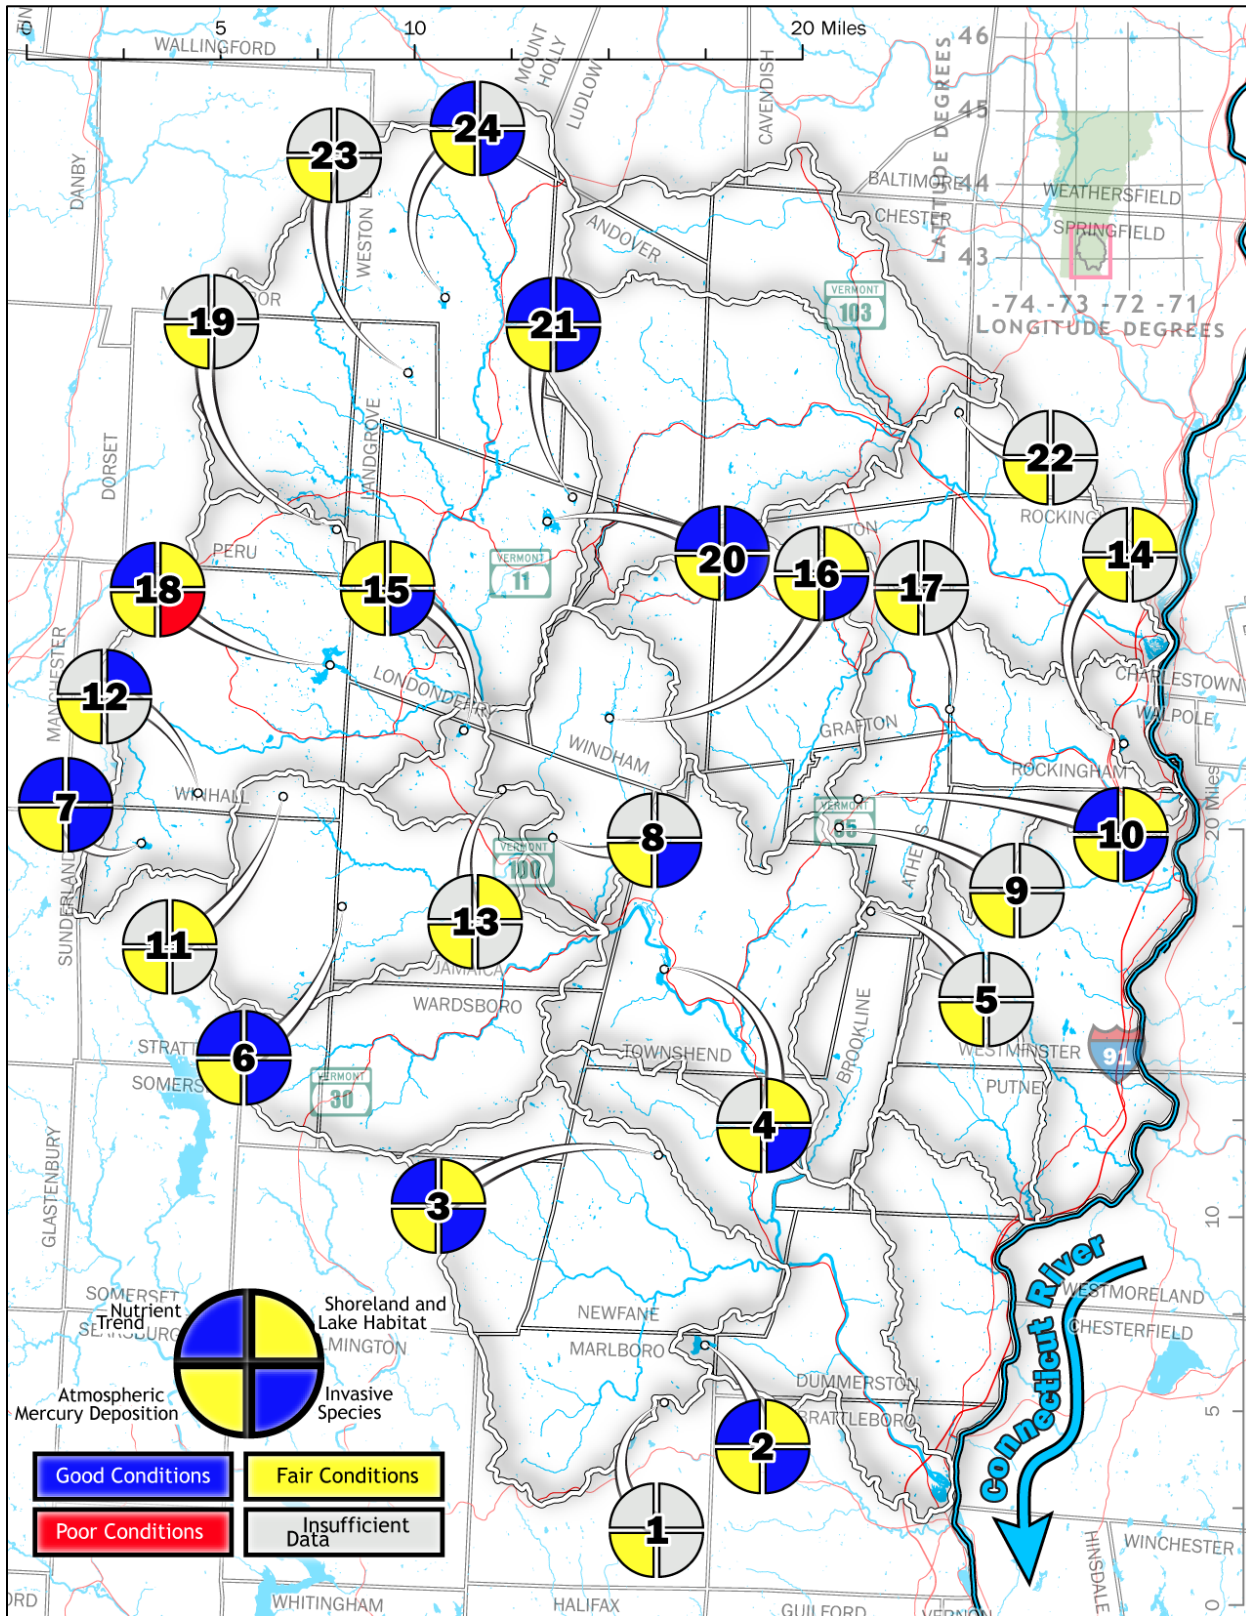 0
5
10
20 Miles
WALLINGFORD
MOUNT
HOLLY
LUDLOW
CAVENDISH
46
45
44
43
LATITUDE DEGREES
-74 -73 -72 -71
LONGITUDE DEGREES
DANBY
BALTIMORE
WEATHERSFIELD
CHESTER
SPRINGFIELD
ANDOVER
WESTON
23
24
19
21
VERMONT
103
DORSET
LANDGROVE
22
PERU
VERMONT
11
20
16
17
14
18
15
12
7
MANCHESTER
LONDONDERRY
WINDHAM
GRAFTON
CHARLESTOWN
WALPOLE
ROCKINGHAM
WINHALL
VERMONT
35
20 Miles
8
10
VERMONT
100
ATHENS
9
SUNDERLAND
13
11
JAMAICA
5
WARDSBORO
BROOKLINE
TOWNSHEND
WESTMINSTER
PUTNEY
91
6
VERMONT
30
4
GLASTENBURY
3
10
Connecticut River
WESTMORELAND
CHESTERFIELD
SOMERSET
NEWFANE
MARLBORO
DUMMERSTON
BRATTLEBORO
5
2
1
Nutrient
Trend
Shoreland and
Lake Habitat
Atmospheric
Mercury Deposition
Invasive
Species
Good Conditions
Fair Conditions
Poor Conditions
Insufficient
Data
WINCHESTER
HINSDALE
WHITINGHAM
HALIFAX
GUILFORD
VERNON
0